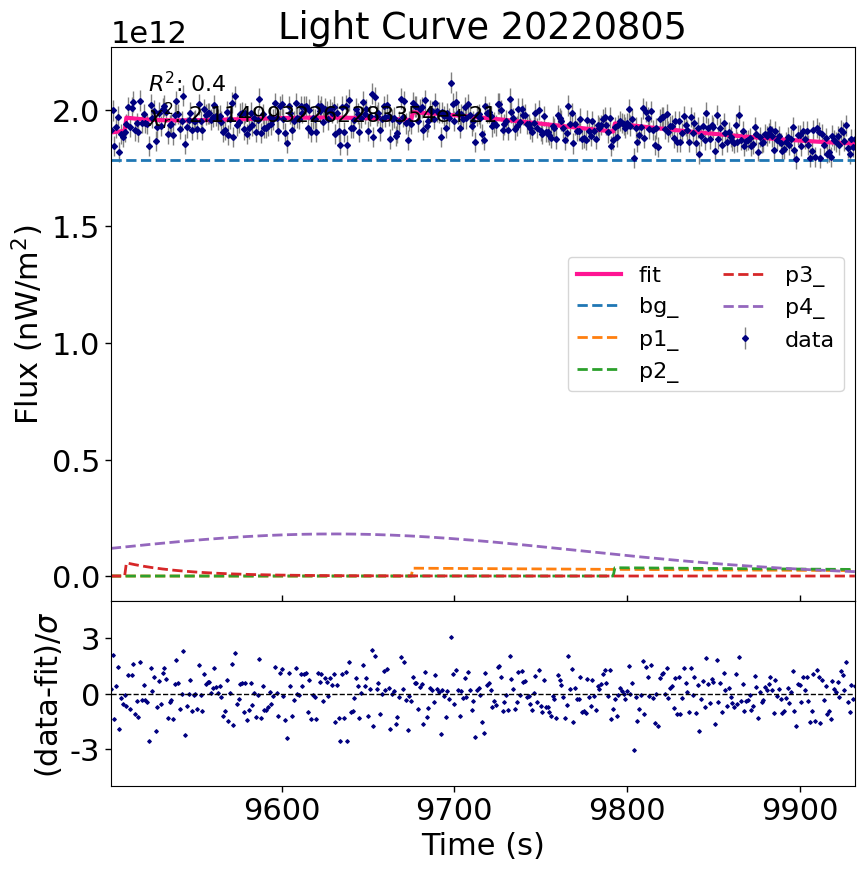 Light Curve 20220805
1e12
R²: 0.4
2.0
1.5
1.0
0.5
0.0
Flux (nW/m²)
fit
bg_
p1_
p2_
p3_
p4_
data
3
0
-3
(data-fit)/σ
9600
9700
9800
9900
Time (s)